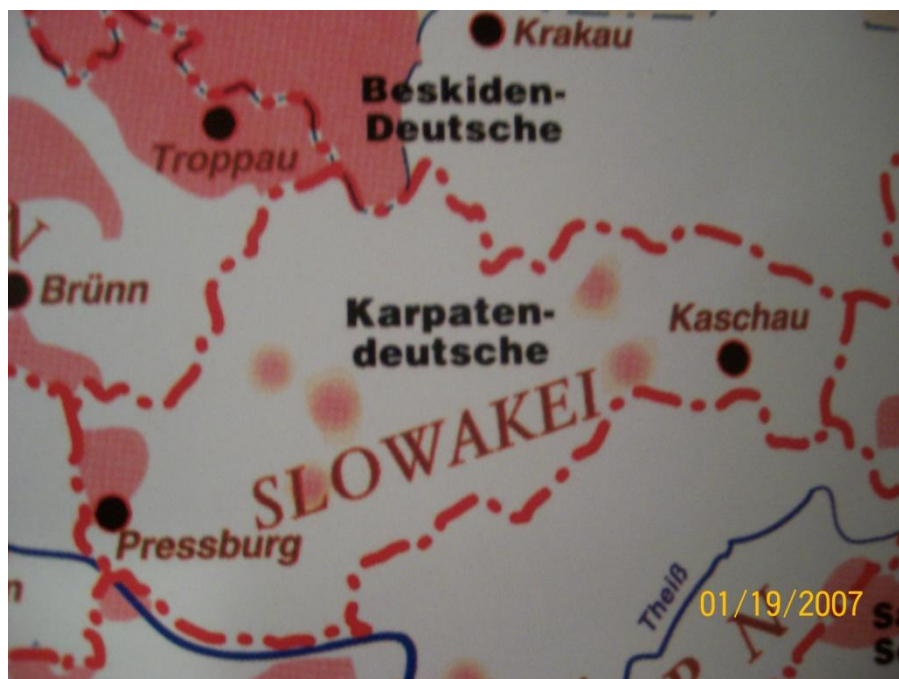 Krakau
Beskiden-
Deutsche
Troppau
V
Brünn
Karpaten-
deutsche
Kaschau
SLOWAKEI
Pressburg
Theiß
01/19/2007
R N